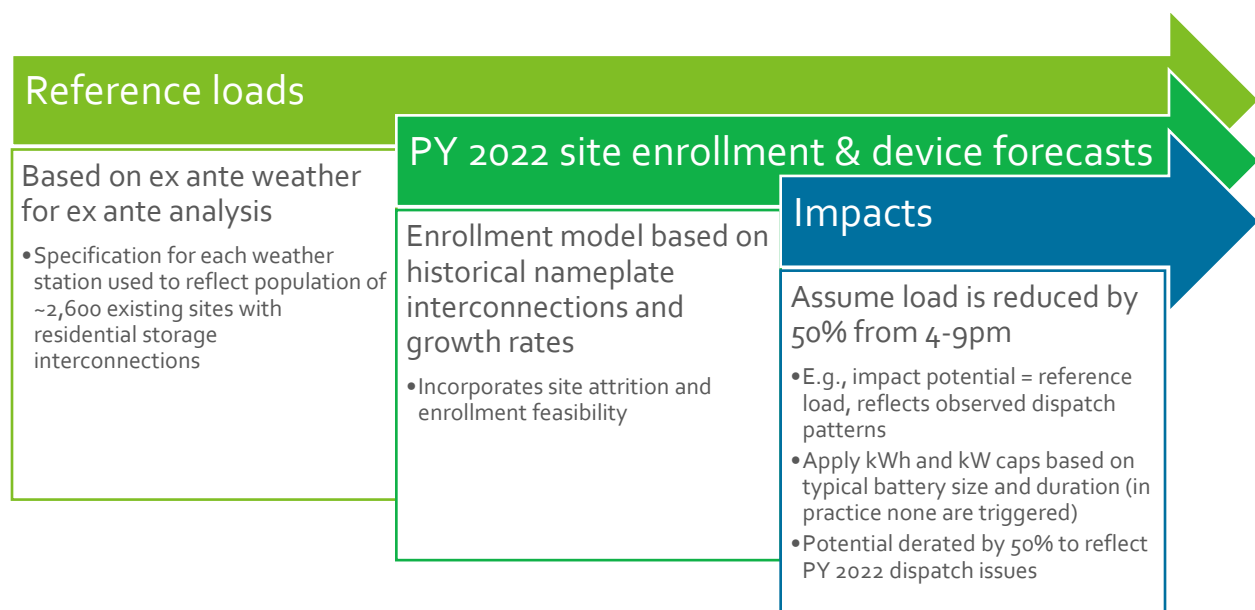 Reference loads
Based on ex ante weather
for ex ante analysis
•Specification for each weather
station used to reflect population of
~2,600 existing sites with
residential storage
interconnections
PY 2022 site enrollment & device forecasts
Enrollment model based on
historical nameplate
interconnections and
growth rates
•Incorporates site attrition and
enrollment feasibility
Impacts
Assume load is reduced by
50% from 4-9pm
•E.g., impact potential = reference
load, reflects observed dispatch
patterns
•Apply kWh and kW caps based on
typical battery size and duration (in
practice none are triggered)
•Potential derated by 50% to reflect
PY 2022 dispatch issues